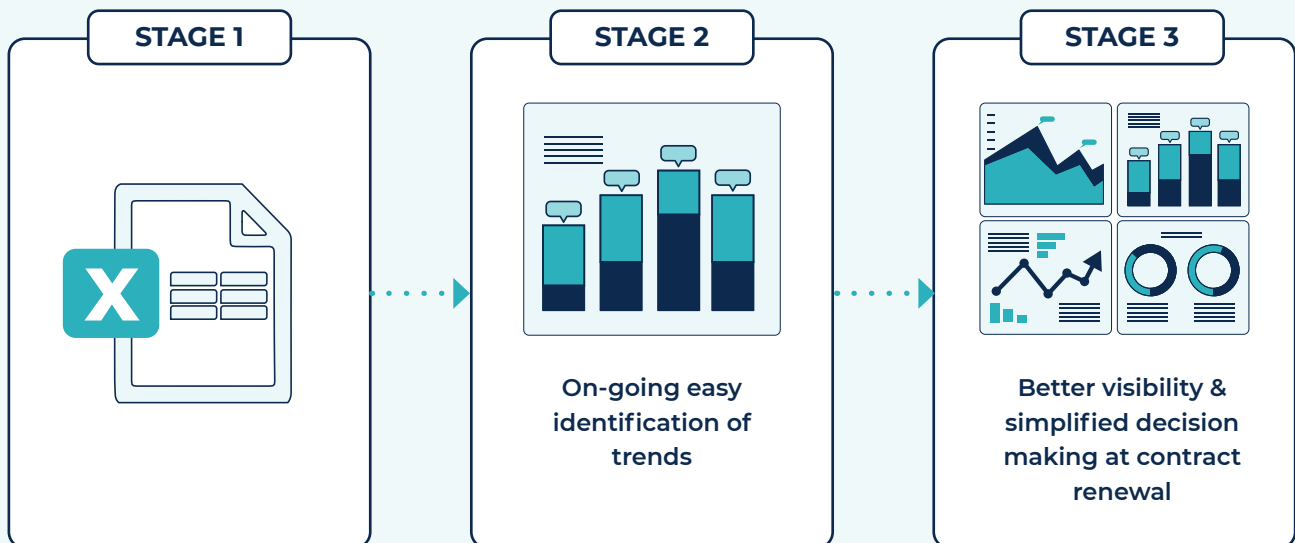 STAGE 1
STAGE 2
STAGE 3
X
On-going easy
identification of
trends
Better visibility &
simplified decision
making at contract
renewal